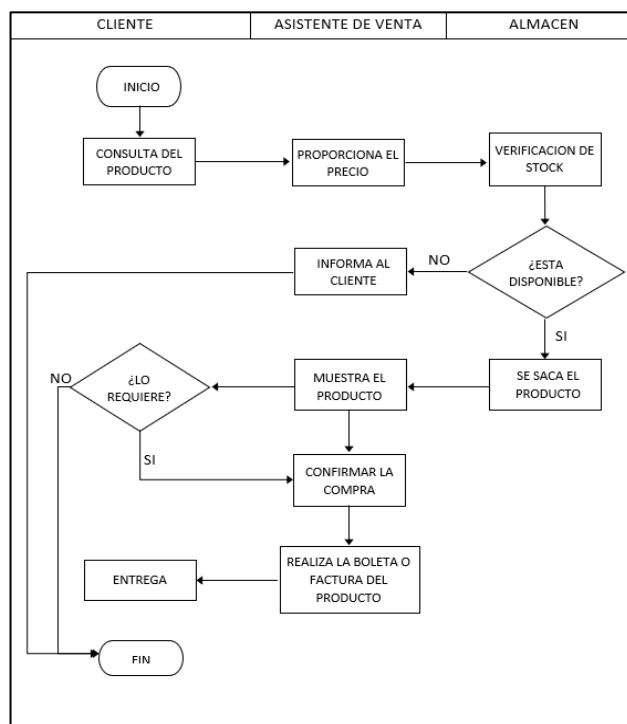 CLIENTE
ASISTENTE DE VENTA
ALMACEN
INICIO
CONSULTA DEL
PRODUCTO
PROPORCIONA EL
PRECIO
VERIFICACION DE
STOCK
¿ESTA
DISPONIBLE?
NO
INFORMA AL
CLIENTE
SI
SE SACA EL
PRODUCTO
MUESTRA EL
PRODUCTO
¿LO
REQUIERE?
NO
SI
CONFIRMAR LA
COMPRA
REALIZA LA BOLETA O
FACTURA DEL
PRODUCTO
ENTREGA
FIN